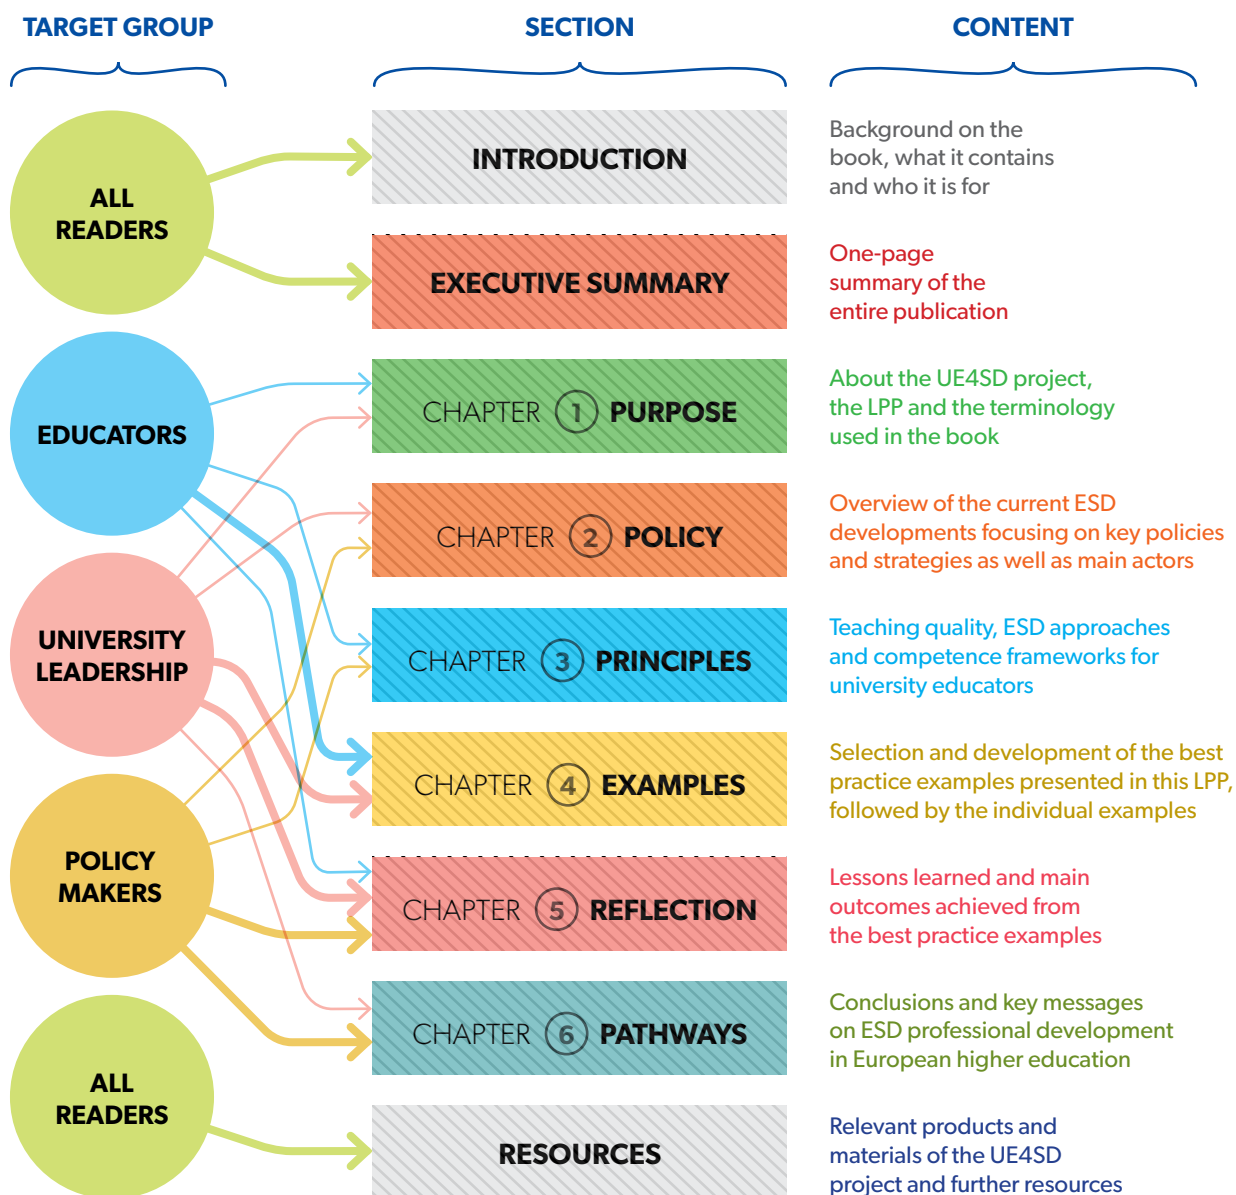 TARGET GROUP
SECTION
CONTENT
ALL
READERS
INTRODUCTION
Background on the
book, what it contains
and who it is for
EXECUTIVE SUMMARY
One-page
summary of the
entire publication
EDUCATORS
CHAPTER 1 PURPOSE
About the UE4SD project,
the LPP and the terminology
used in the book
CHAPTER 2 POLICY
Overview of the current ESD
developments focusing on key policies
and strategies as well as main actors
UNIVERSITY
LEADERSHIP
CHAPTER 3 PRINCIPLES
Teaching quality, ESD approaches
and competence frameworks for
university educators
CHAPTER 4 EXAMPLES
Selection and development of the best
practice examples presented in this LPP,
followed by the individual examples
POLICY
MAKERS
CHAPTER 5 REFLECTION
Lessons learned and main
outcomes achieved from
the best practice examples
CHAPTER 6 PATHWAYS
Conclusions and key messages
on ESD professional development
in European higher education
ALL
READERS
RESOURCES
Relevant products and
materials of the UE4SD
project and further resources